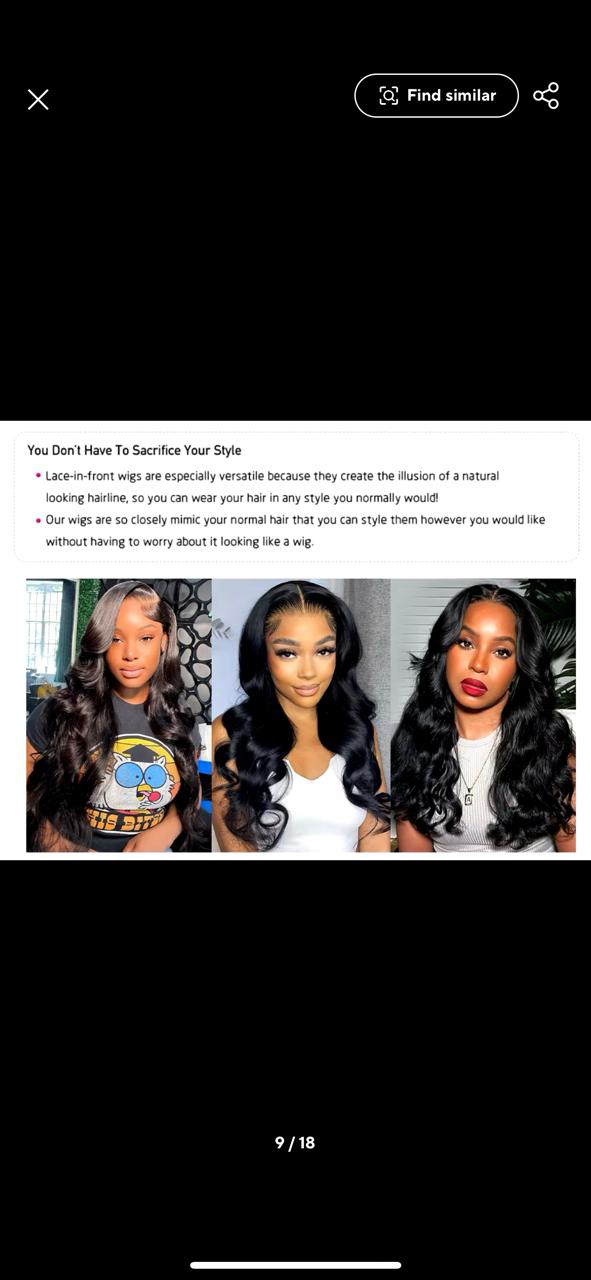 Find similar
You Don't Have To Sacrifice Your Style
• Lace-in-front wigs are especially versatile because they create the illusion of a natural
looking hairline, so you can wear your hair in any style you normally would!
• Our wigs are so closely mimic your normal hair that you can style them however you would like
without having to worry about it looking like a wig.
9 / 18